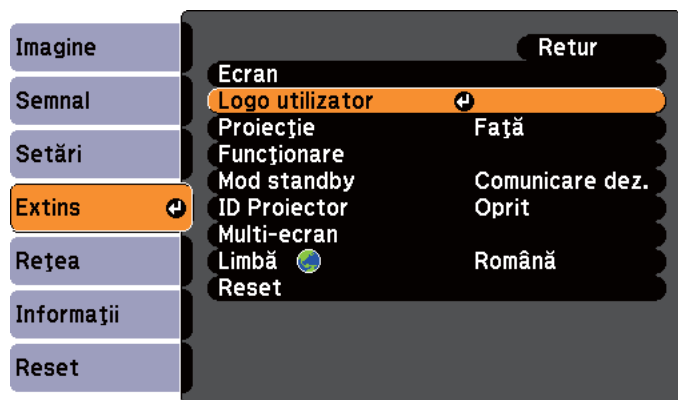 Imagine
Semnal
Setări
Extins
Reţea
Informaţii
Reset
Retur
Ecran
Logo utilizator
Proiecţie Faţă
Funcţionare
Mod standby Comunicare dez.
ID Proiector Oprit
Multi-ecran
Limbă Română
Reset